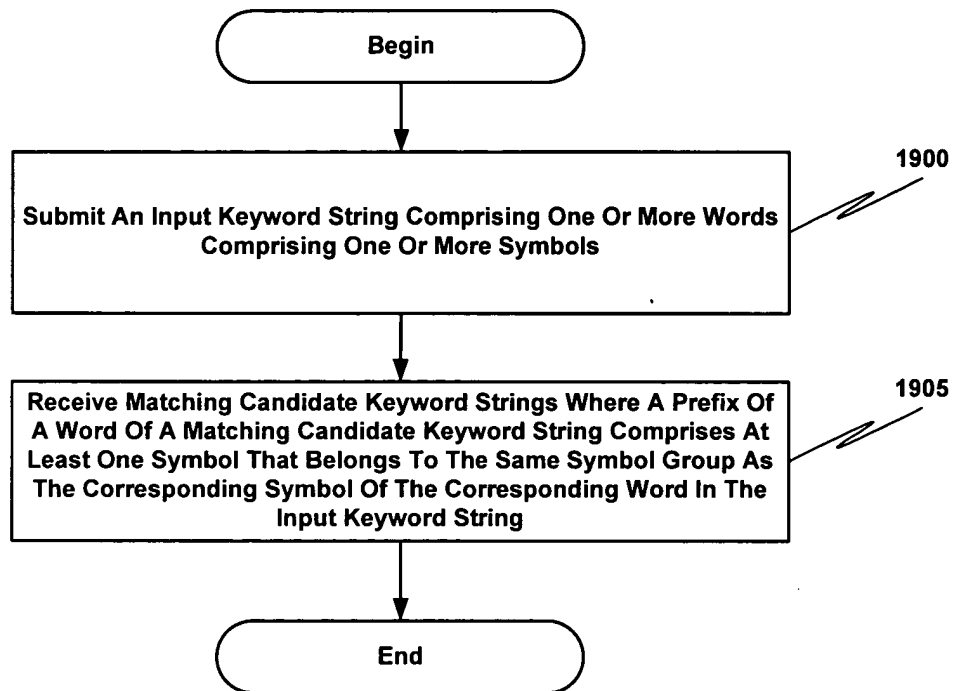 Begin
1900
Submit An Input Keyword String Comprising One Or More Words
Comprising One Or More Symbols
1905
Receive Matching Candidate Keyword Strings Where A Prefix Of
A Word Of A Matching Candidate Keyword String Comprises At
Least One Symbol That Belongs To The Same Symbol Group As
The Corresponding Symbol Of The Corresponding Word In The
Input Keyword String
End